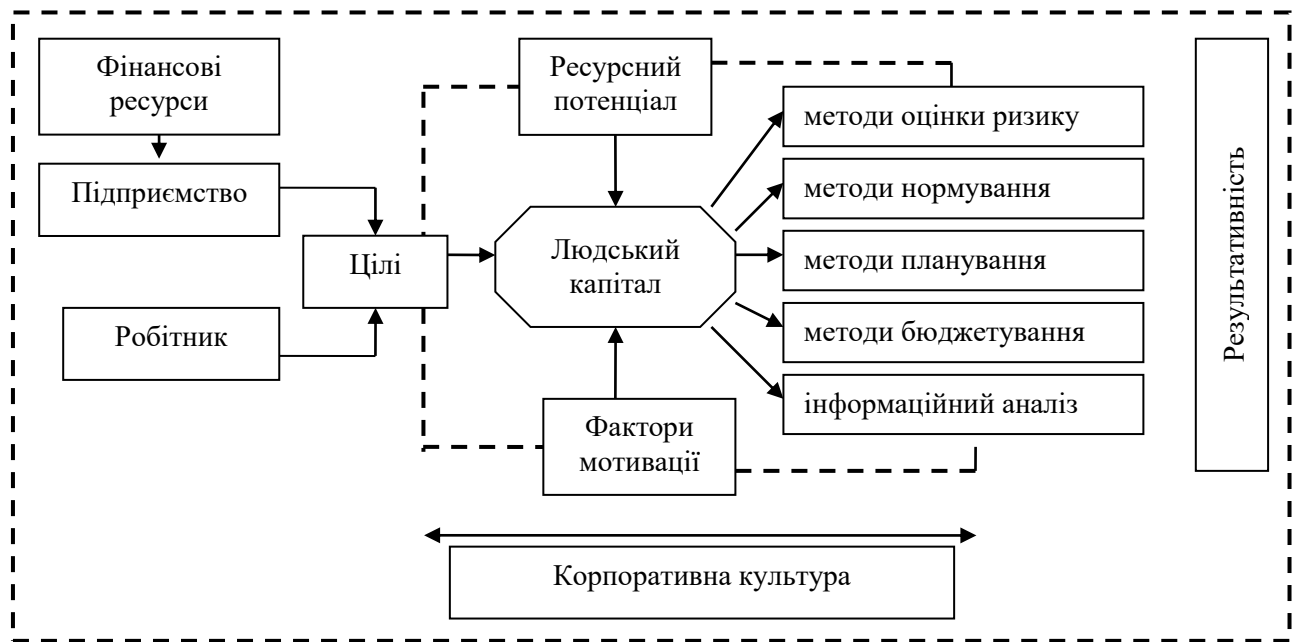 Фінансові
ресурси
Підприємство
Робітник
Цілі
Ресурсний
потенціал
Людський
капітал
Фактори
мотивації
методи оцінки ризику
методи нормування
методи планування
методи бюджетування
інформаційний аналіз
Результативність
Корпоративна культура